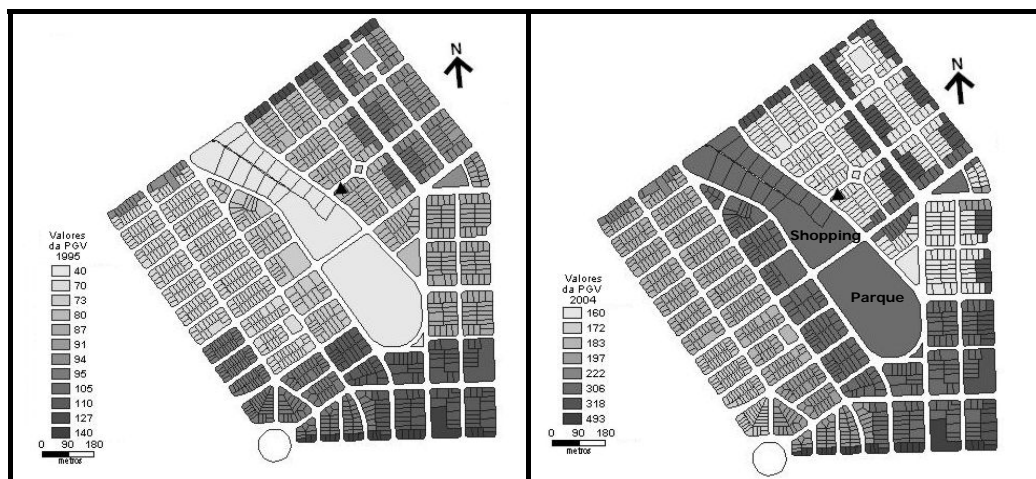 N
Valores
da PGV
1995
40
70
73
80
87
91
94
95
105
110
127
140
0 90 180
metros
N
Shopping
Parque
Valores
da PGV
2004
160
172
183
197
222
306
318
493
0 90 180
metros